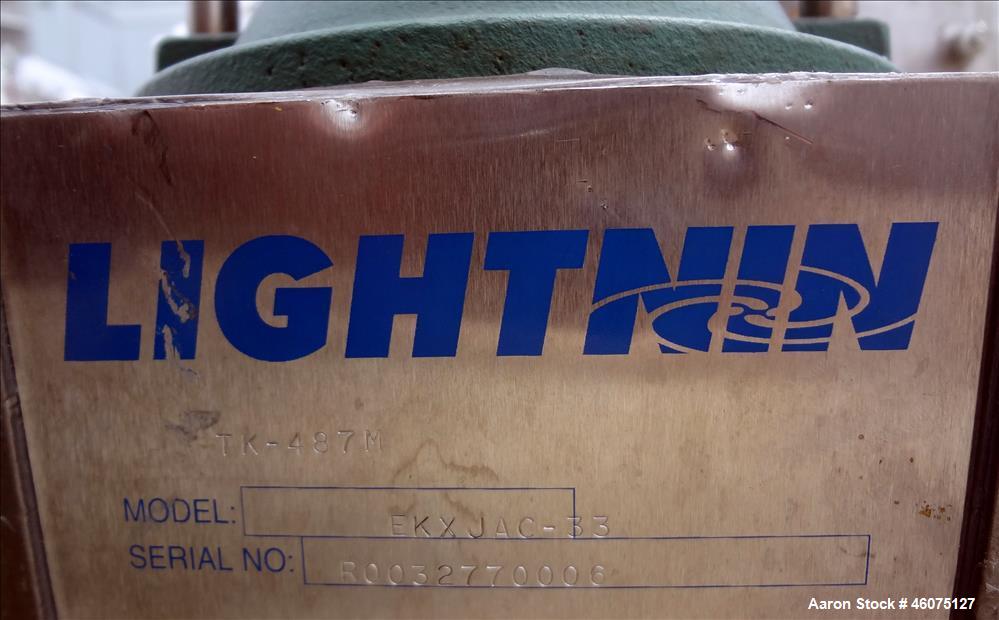 LIGHTNIN
TK-487M
MODEL: EKXJAC-33
SERIAL NO: R0032770006
Aaron Stock # 46075127